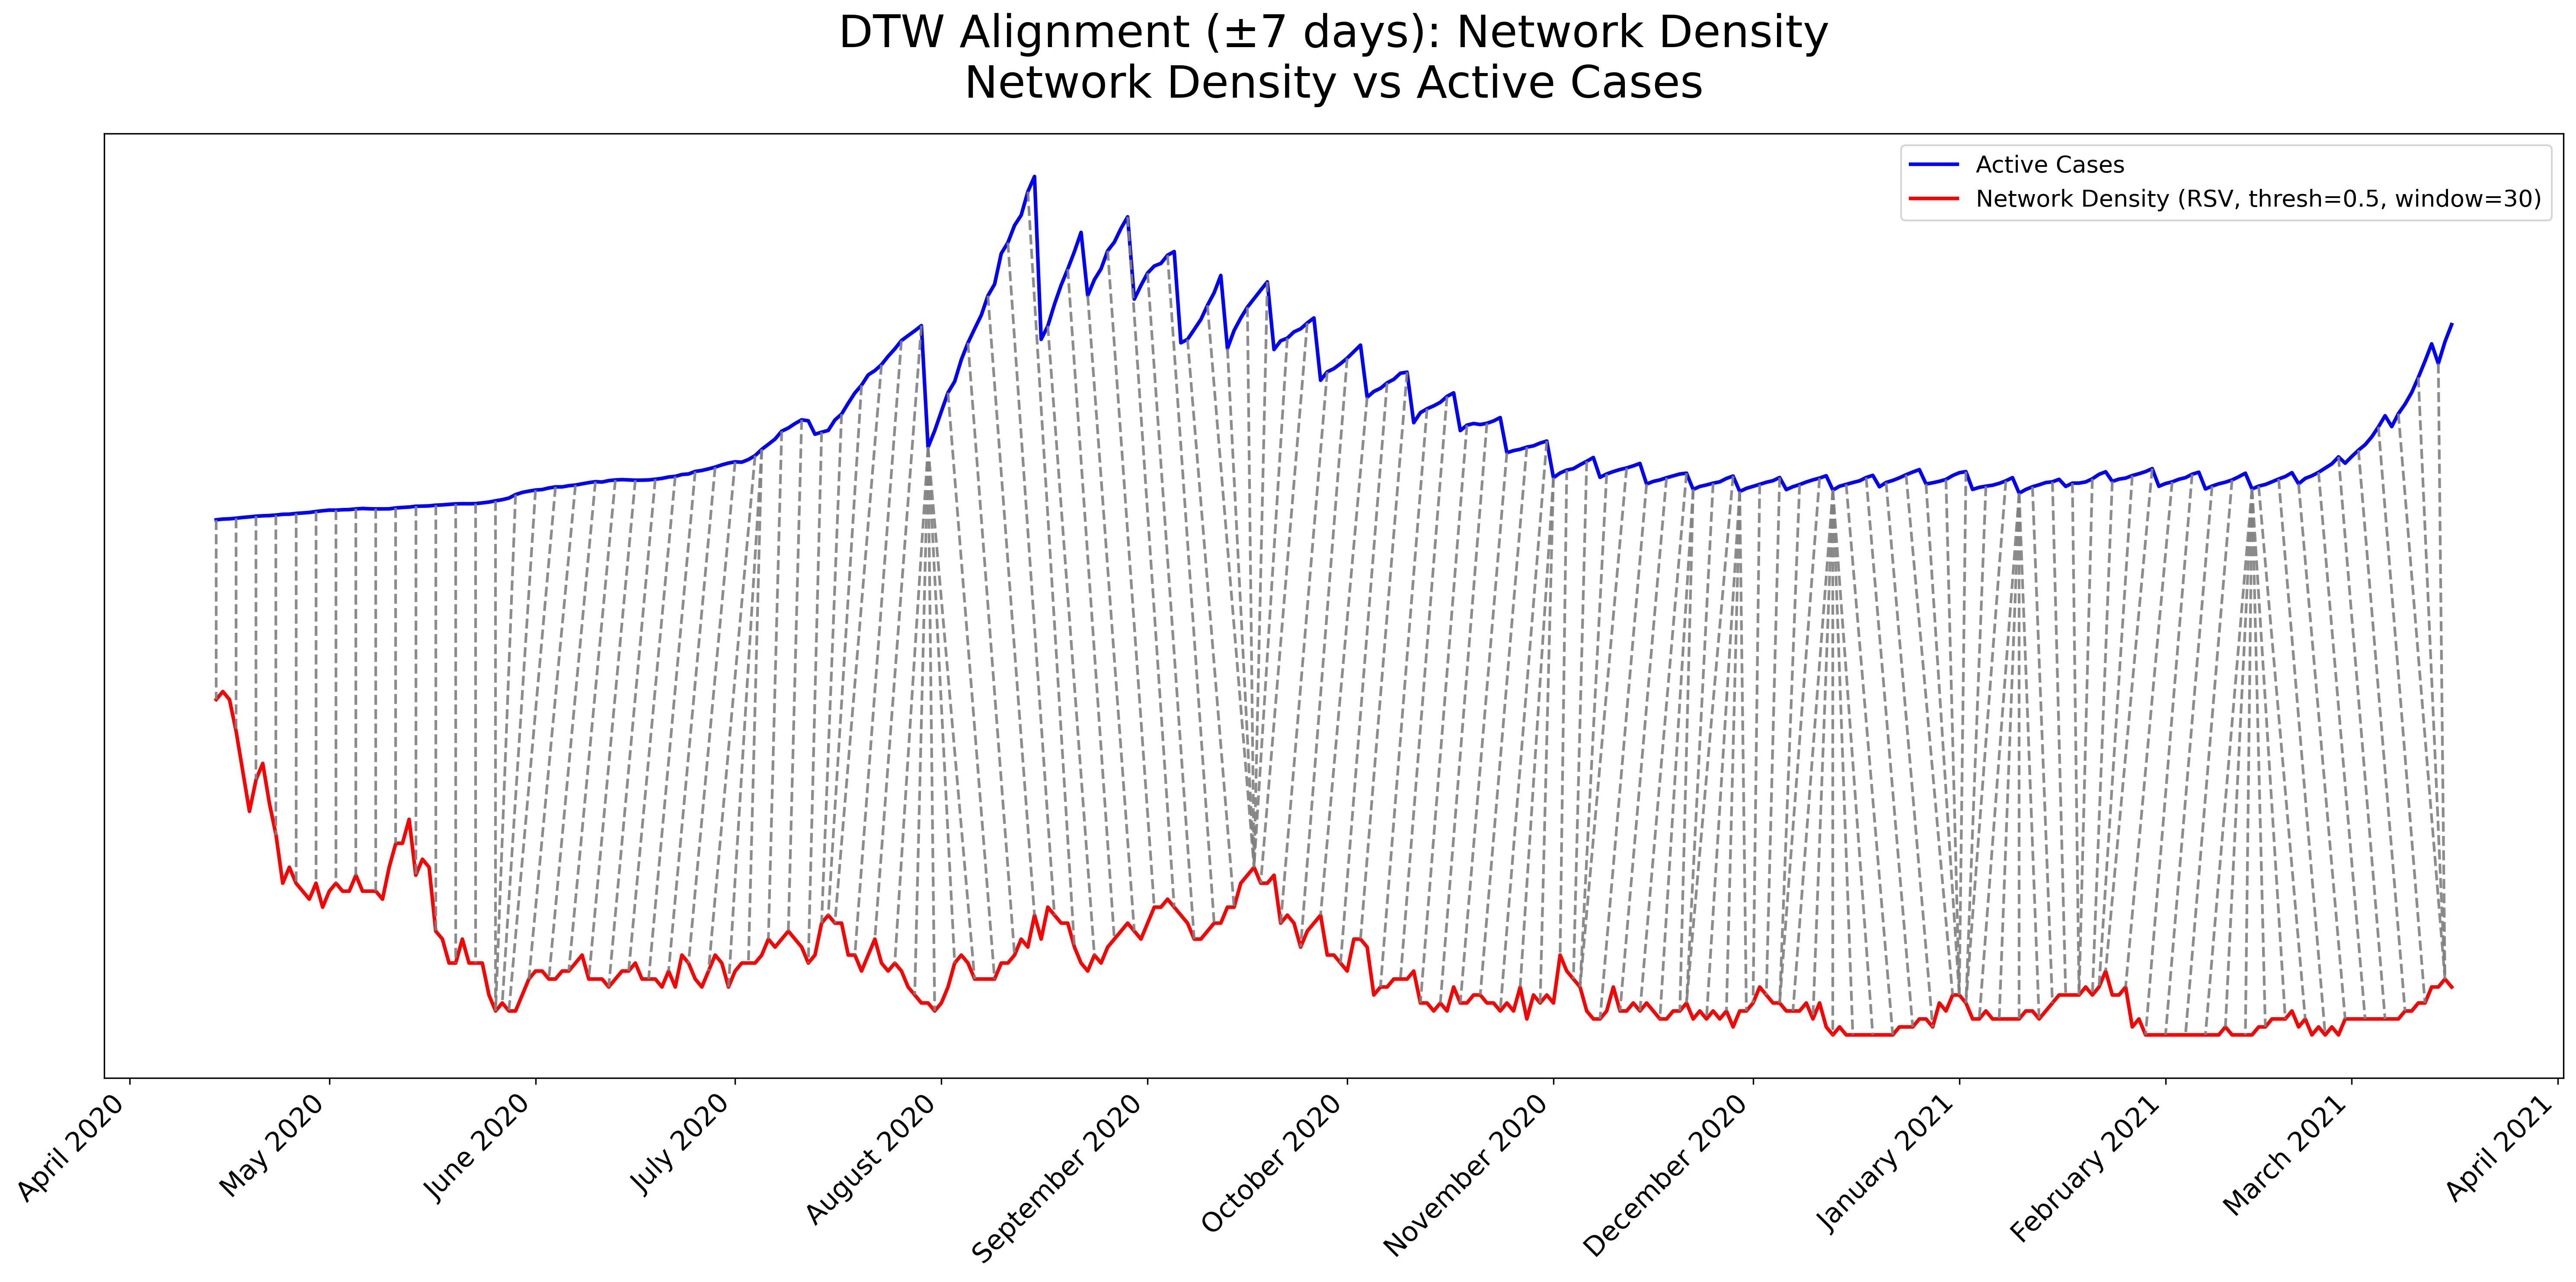 DTW Alignment (±7 days): Network Density
Network Density vs Active Cases
Active Cases
Network Density (RSV, thresh=0.5, window=30)
April 2020
May 2020
June 2020
July 2020
August 2020
September 2020
October 2020
November 2020
December 2020
January 2021
February 2021
March 2021
April 2021